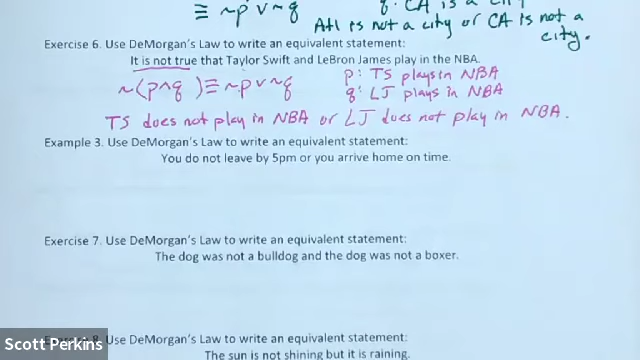 ≡ ~p ∨ ~q
q: CA is a city
Atl is not a city or CA is not a city.
Exercise 6. Use DeMorgan's Law to write an equivalent statement:
It is not true that Taylor Swift and LeBron James play in the NBA.
~(p∧q) ≡ ~p ∨ ~q
p: TS plays in NBA
q: LJ plays in NBA
TS does not play in NBA or LJ does not play in NBA.
Example 3. Use DeMorgan's Law to write an equivalent statement:
You do not leave by 5pm or you arrive home on time.
Exercise 7. Use DeMorgan's Law to write an equivalent statement:
The dog was not a bulldog and the dog was not a boxer.
Scott Perkins
8. Use DeMorgan's Law to write an equivalent statement:
The sun is not shining but it is raining.